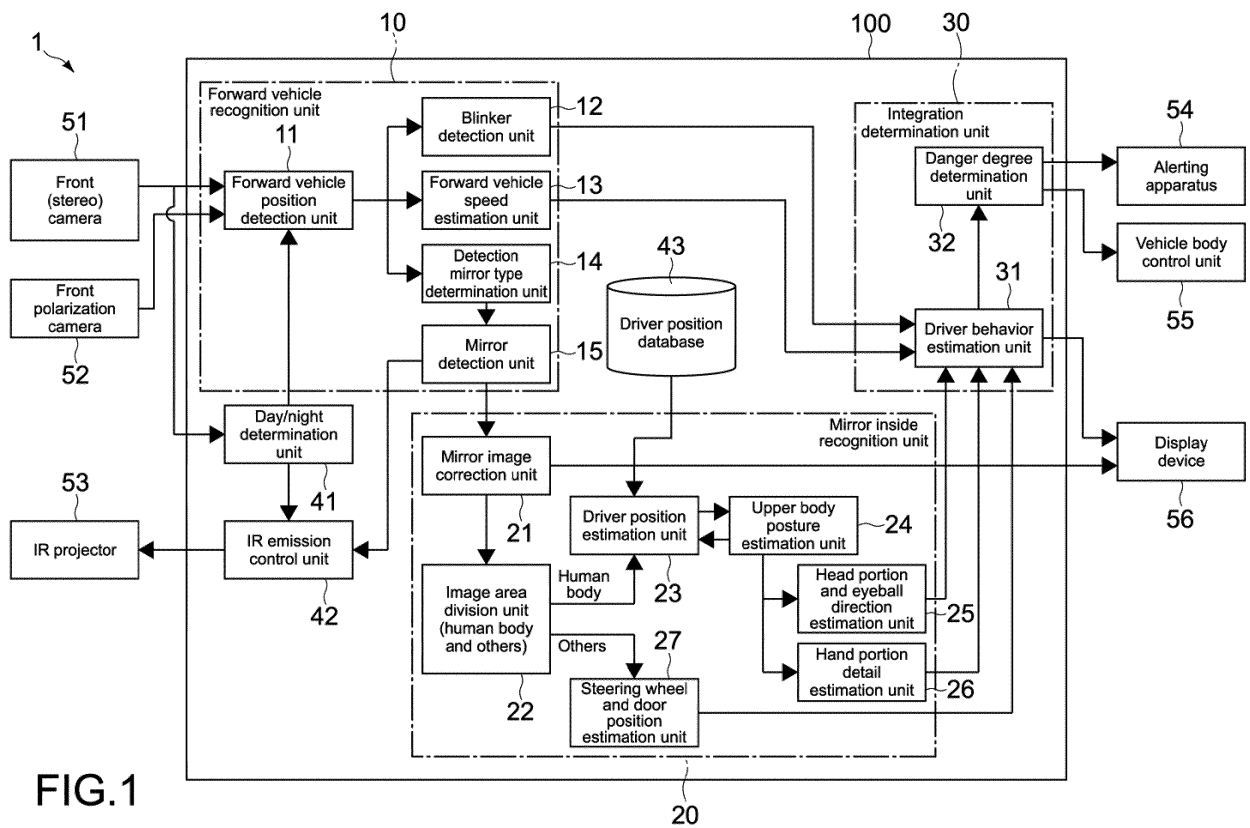 1
10
100
30
Forward vehicle
recognition unit
12
Blinker
detection unit
Integration
determination unit
54
51
11
Front
(stereo)
camera
Forward vehicle
position
detection unit
13
Forward vehicle
speed
estimation unit
Danger degree
determination
unit
32
Alerting
apparatus
Front
polarization
camera
52
14
Detection
mirror type
determination unit
43
Driver position
database
31
Vehicle body
control unit
55
15
Mirror
detection unit
Driver behavior
estimation unit
Day/night
determination
unit
41
Mirror inside
recognition unit
Mirror image
correction unit
21
Display
device
56
53
IR projector
IR emission
control unit
42
Driver position
estimation unit
23
Upper body
posture
estimation unit
24
Image area
division unit
(human body
and others)
22
Human
body
Others
Head portion
and eyeball
direction
estimation unit
25
27
Steering wheel
and door
position
estimation unit
Hand portion
detail
estimation unit
26
FIG.1
20